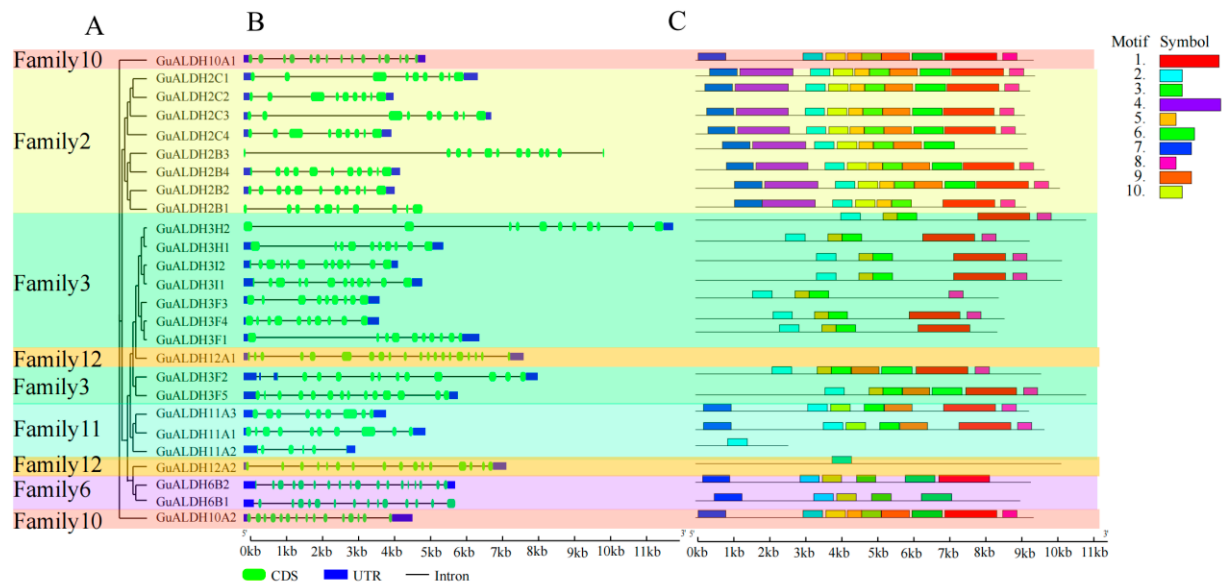 A B C
Family10 GuALDH10A1
Family2
GuALDH2C1
GuALDH2C2
GuALDH2C3
GuALDH2C4
GuALDH2B3
GuALDH2B4
GuALDH2B2
GuALDH2B1
Family3
GuALDH3H2
GuALDH3H1
GuALDH3I2
GuALDH3I1
GuALDH3F3
GuALDH3F4
GuALDH3F1
Family12 GuALDH12A1
Family3
GuALDH3F2
GuALDH3F5
Family11
GuALDH11A3
GuALDH11A1
GuALDH11A2
Family12 GuALDH12A2
Family6
GuALDH6B2
GuALDH6B1
Family10 GuALDH10A2
5' 3' 5' 3'
0kb 1kb 2kb 3kb 4kb 5kb 6kb 7kb 8kb 9kb 10kb 11kb
0kb 1kb 2kb 3kb 4kb 5kb 6kb 7kb 8kb 9kb 10kb 11kb
CDS UTR Intron
Motif Symbol
1.
2.
3.
4.
5.
6.
7.
8.
9.
10.